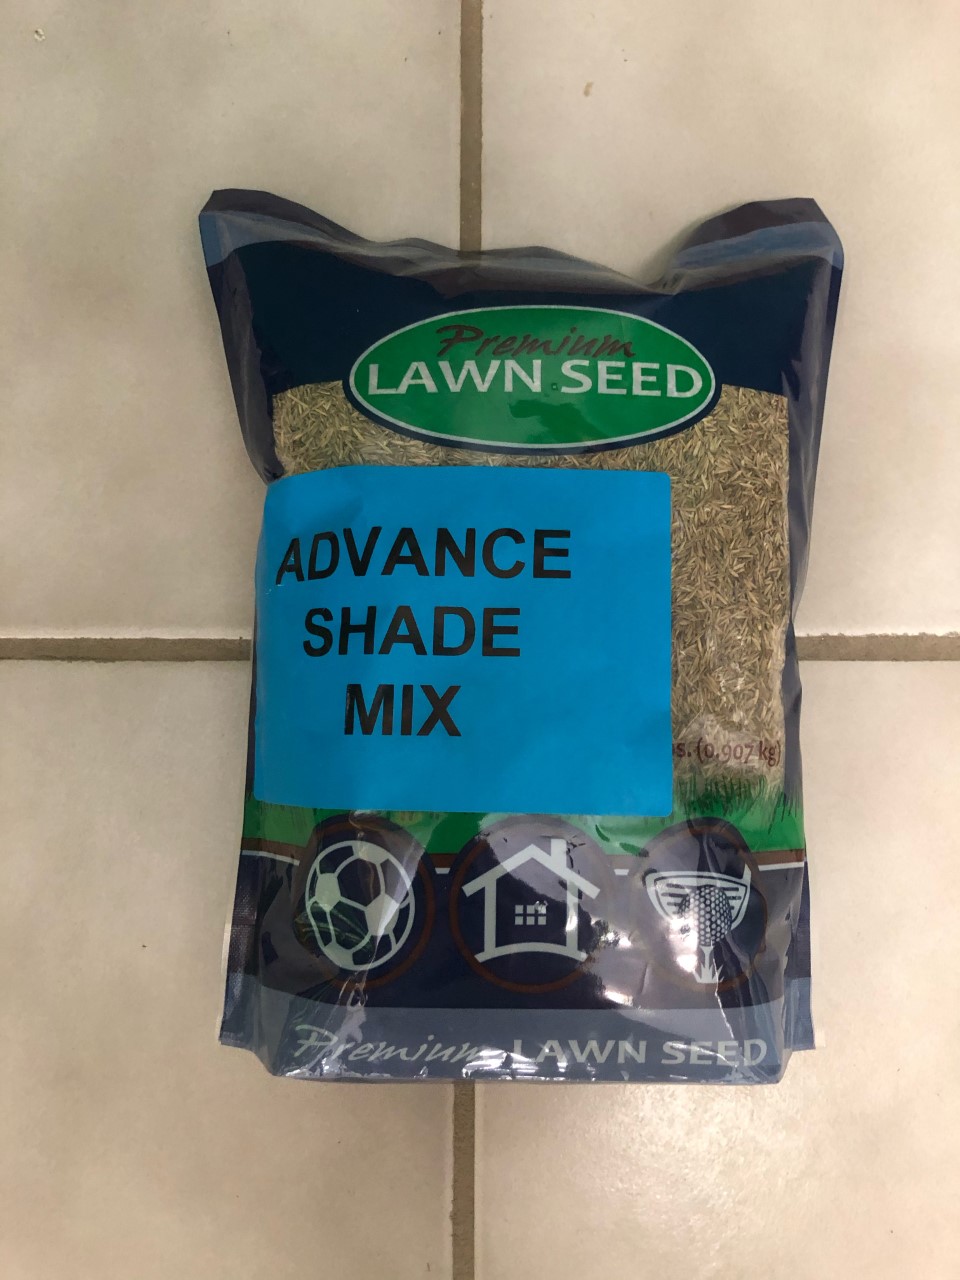 Premium
LAWN SEED
ADVANCE
SHADE
MIX
(0.907 kg)
Premium LAWN SEED